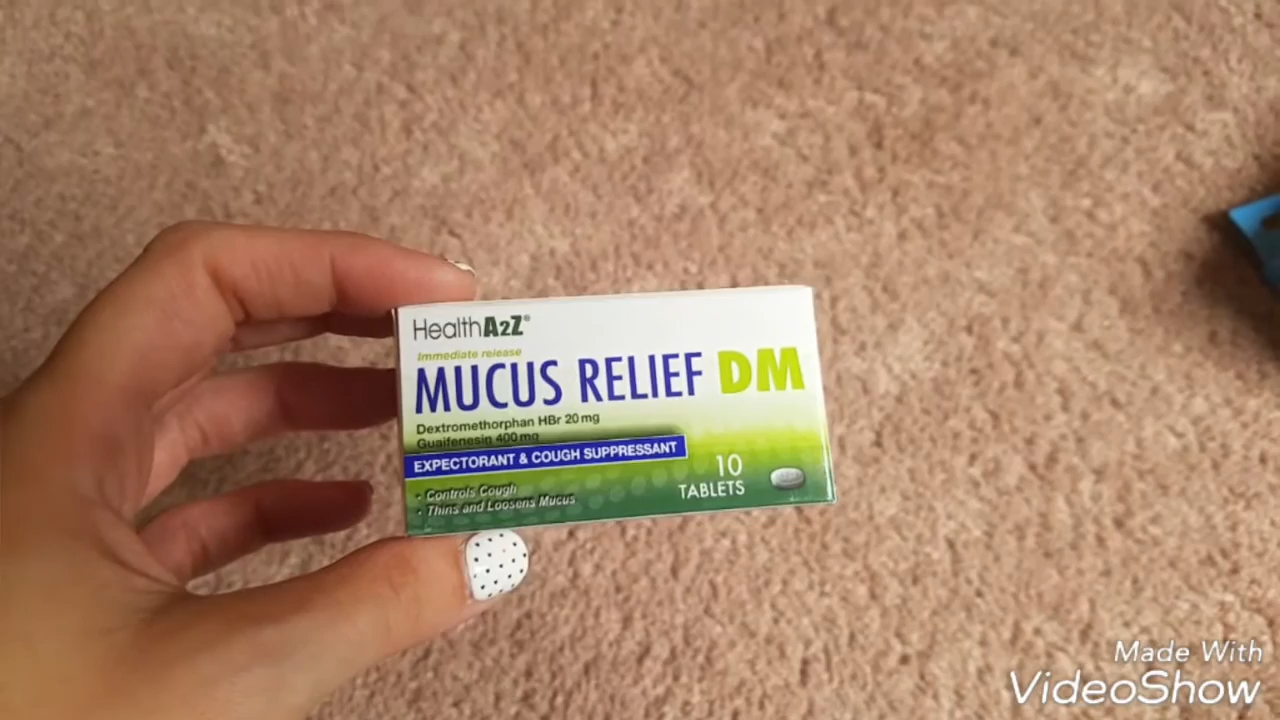 HealthA2Z®
Immediate release
MUCUS RELIEF DM
Dextromethorphan HBr 20 mg
Guaifenesin 400 mg
EXPECTORANT & COUGH SUPPRESSANT
• Controls Cough
• Thins and Loosens Mucus
10
TABLETS
Made With
VideoShow